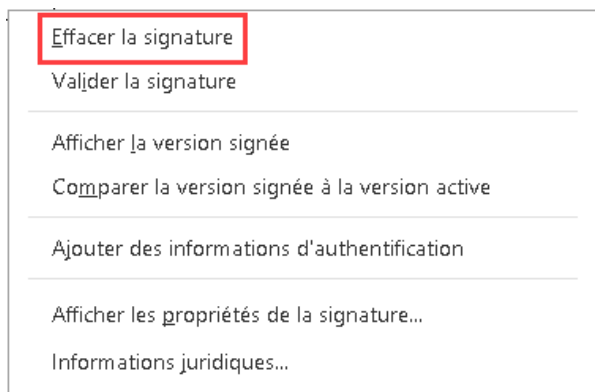 Effacer la signature
Valider la signature
Afficher la version signée
Comparer la version signée à la version active
Ajouter des informations d'authentification
Afficher les propriétés de la signature...
Informations juridiques...